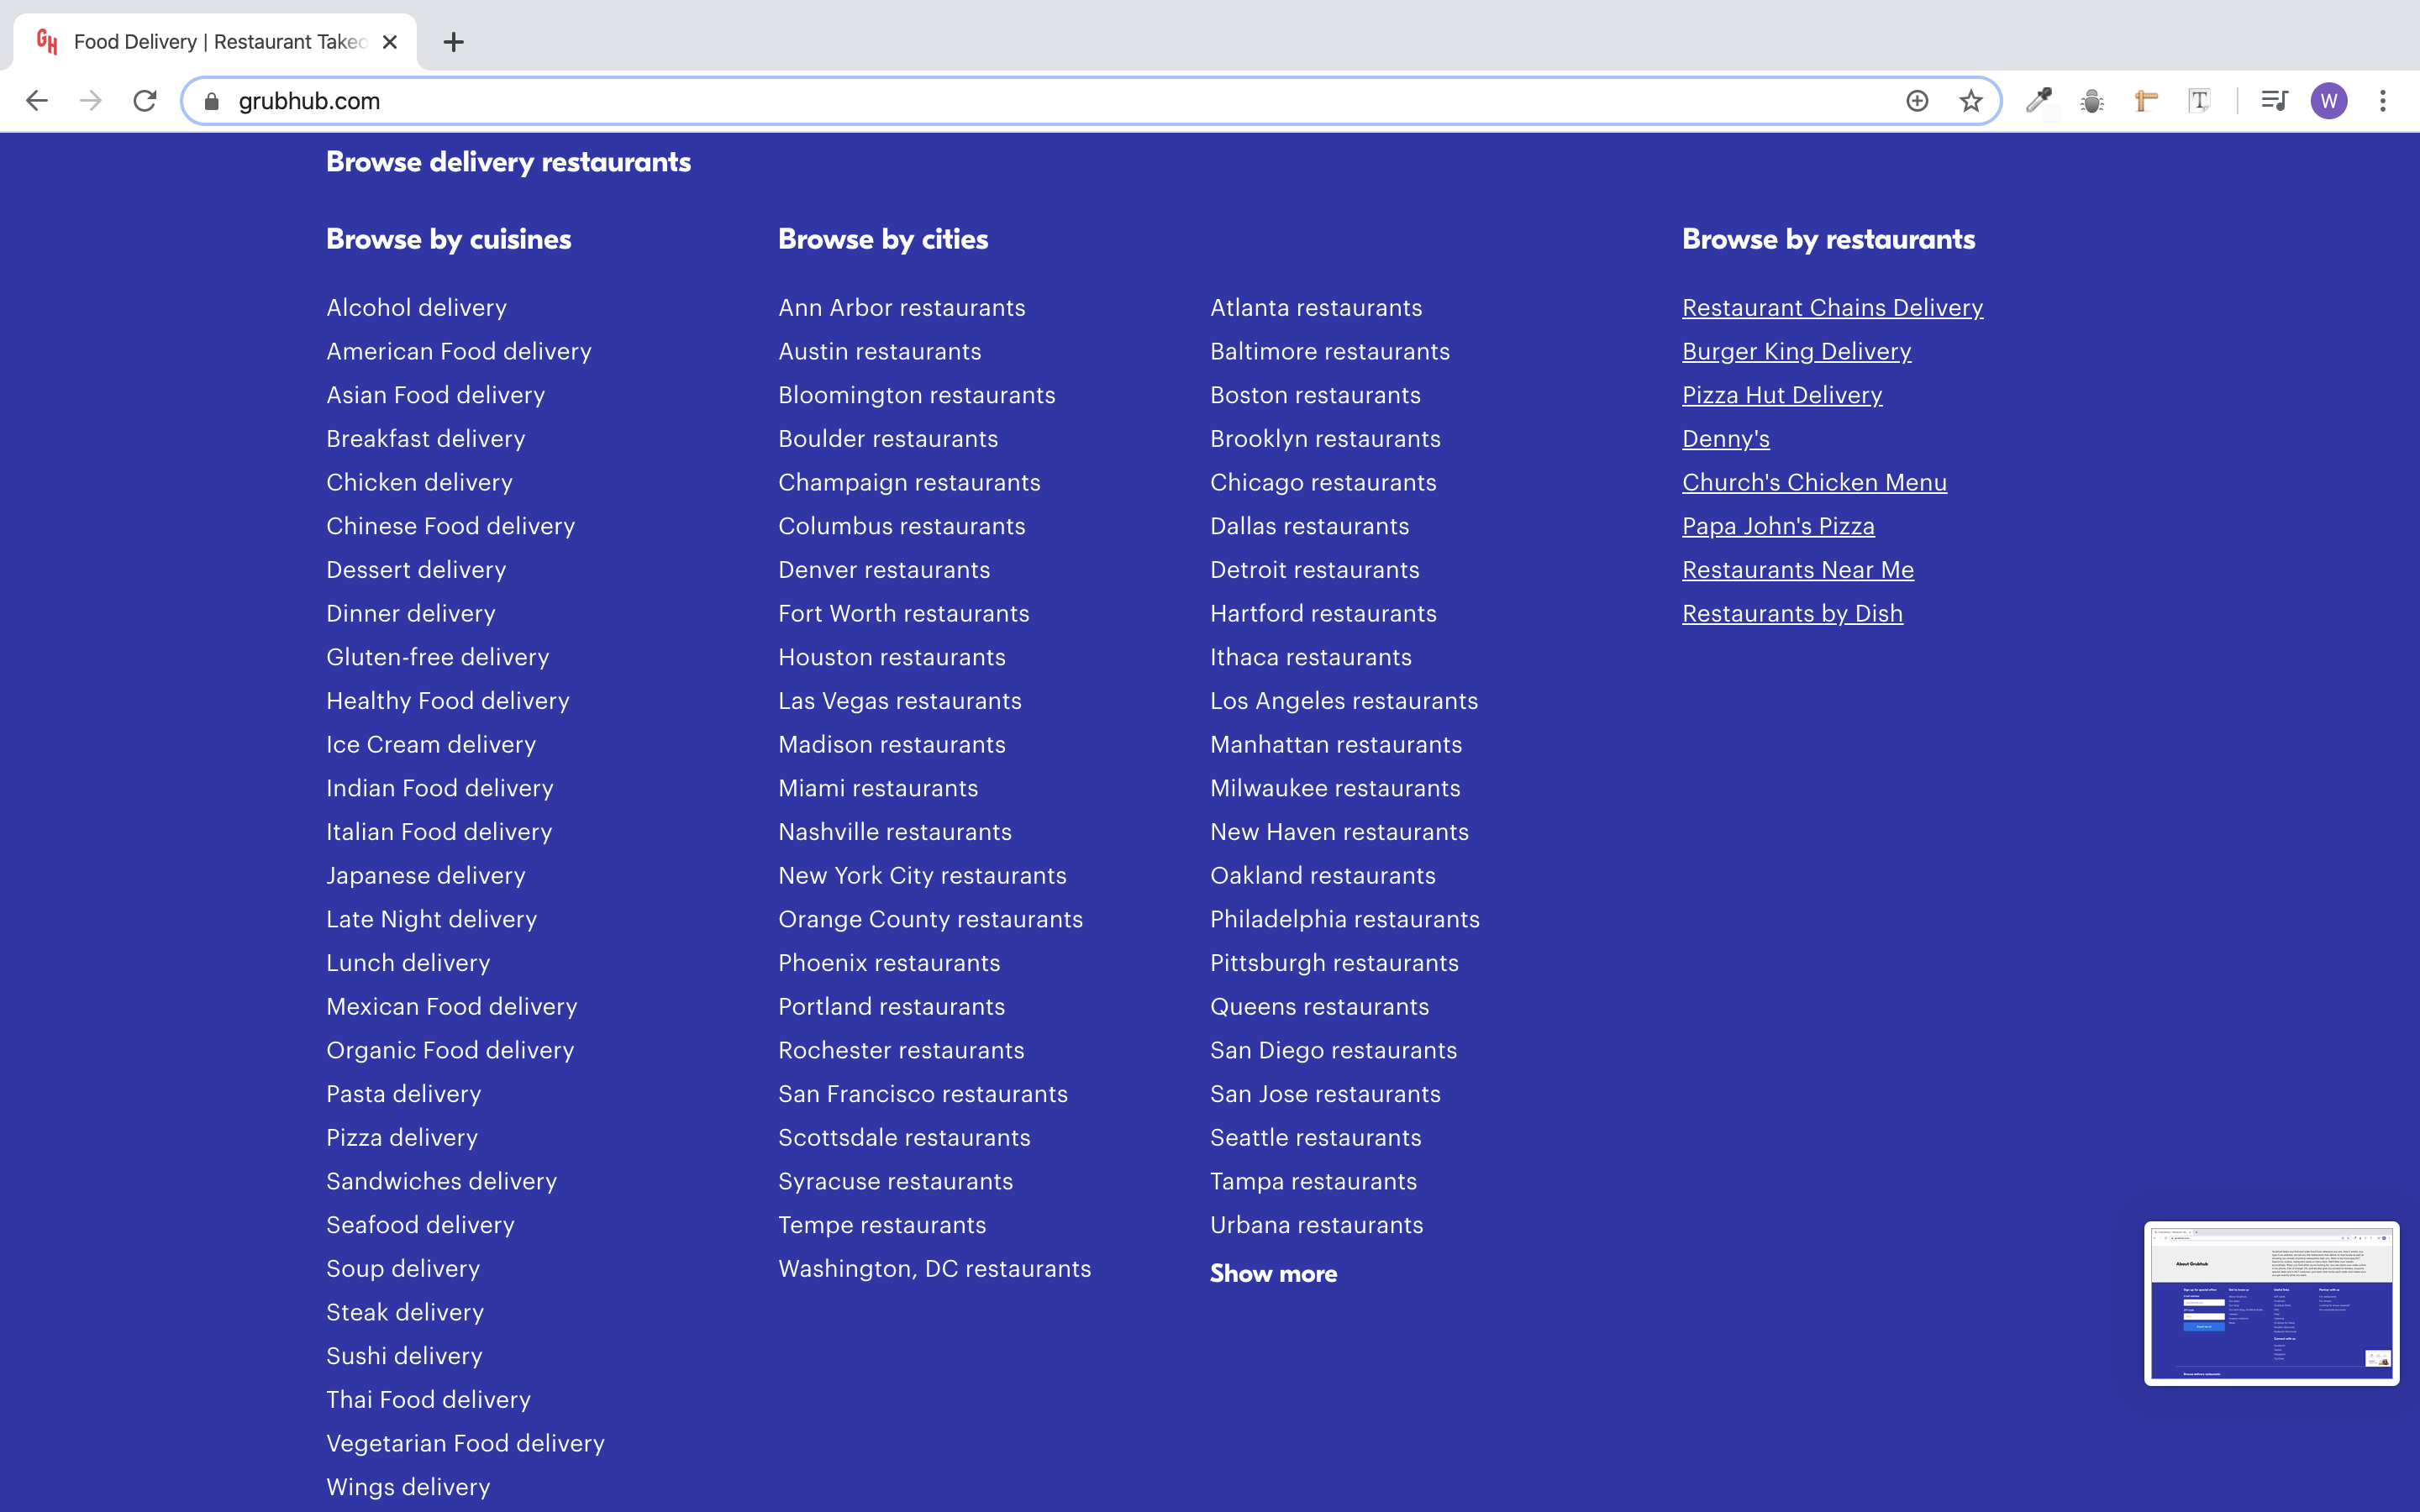 GH
Food Delivery | Restaurant Take
grubhub.com
W
Browse delivery restaurants
Browse by cuisines
Alcohol delivery
American Food delivery
Asian Food delivery
Breakfast delivery
Chicken delivery
Chinese Food delivery
Dessert delivery
Dinner delivery
Gluten-free delivery
Healthy Food delivery
Ice Cream delivery
Indian Food delivery
Italian Food delivery
Japanese delivery
Late Night delivery
Lunch delivery
Mexican Food delivery
Organic Food delivery
Pasta delivery
Pizza delivery
Sandwiches delivery
Seafood delivery
Soup delivery
Steak delivery
Sushi delivery
Thai Food delivery
Vegetarian Food delivery
Wings delivery
Browse by cities
Ann Arbor restaurants
Austin restaurants
Bloomington restaurants
Boulder restaurants
Champaign restaurants
Columbus restaurants
Denver restaurants
Fort Worth restaurants
Houston restaurants
Las Vegas restaurants
Madison restaurants
Miami restaurants
Nashville restaurants
New York City restaurants
Orange County restaurants
Phoenix restaurants
Portland restaurants
Rochester restaurants
San Francisco restaurants
Scottsdale restaurants
Syracuse restaurants
Tempe restaurants
Washington, DC restaurants
Atlanta restaurants
Baltimore restaurants
Boston restaurants
Brooklyn restaurants
Chicago restaurants
Dallas restaurants
Detroit restaurants
Hartford restaurants
Ithaca restaurants
Los Angeles restaurants
Manhattan restaurants
Milwaukee restaurants
New Haven restaurants
Oakland restaurants
Philadelphia restaurants
Pittsburgh restaurants
Queens restaurants
San Diego restaurants
San Jose restaurants
Seattle restaurants
Tampa restaurants
Urbana restaurants
Show more
Browse by restaurants
Restaurant Chains Delivery
Burger King Delivery
Pizza Hut Delivery
Denny's
Church's Chicken Menu
Papa John's Pizza
Restaurants Near Me
Restaurants by Dish
About Grubhub